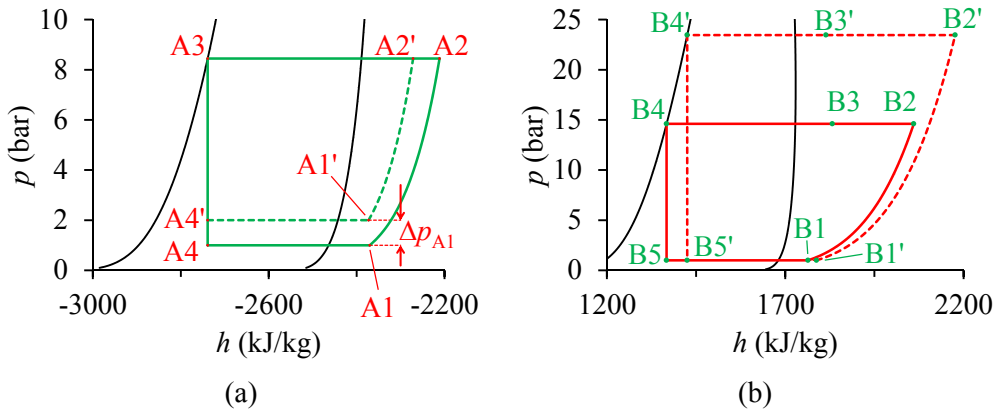 10
8
6
4
2
0
p (bar)
A3
A2'
A2
A1'
A4'
A4
Δp_A1
A1
-3000
-2600
-2200
h (kJ/kg)
(a)
25
20
15
10
5
0
p (bar)
B4'
B3'
B2'
B4
B3
B2
B1
B5
B5'
B1'
1200
1700
2200
h (kJ/kg)
(b)